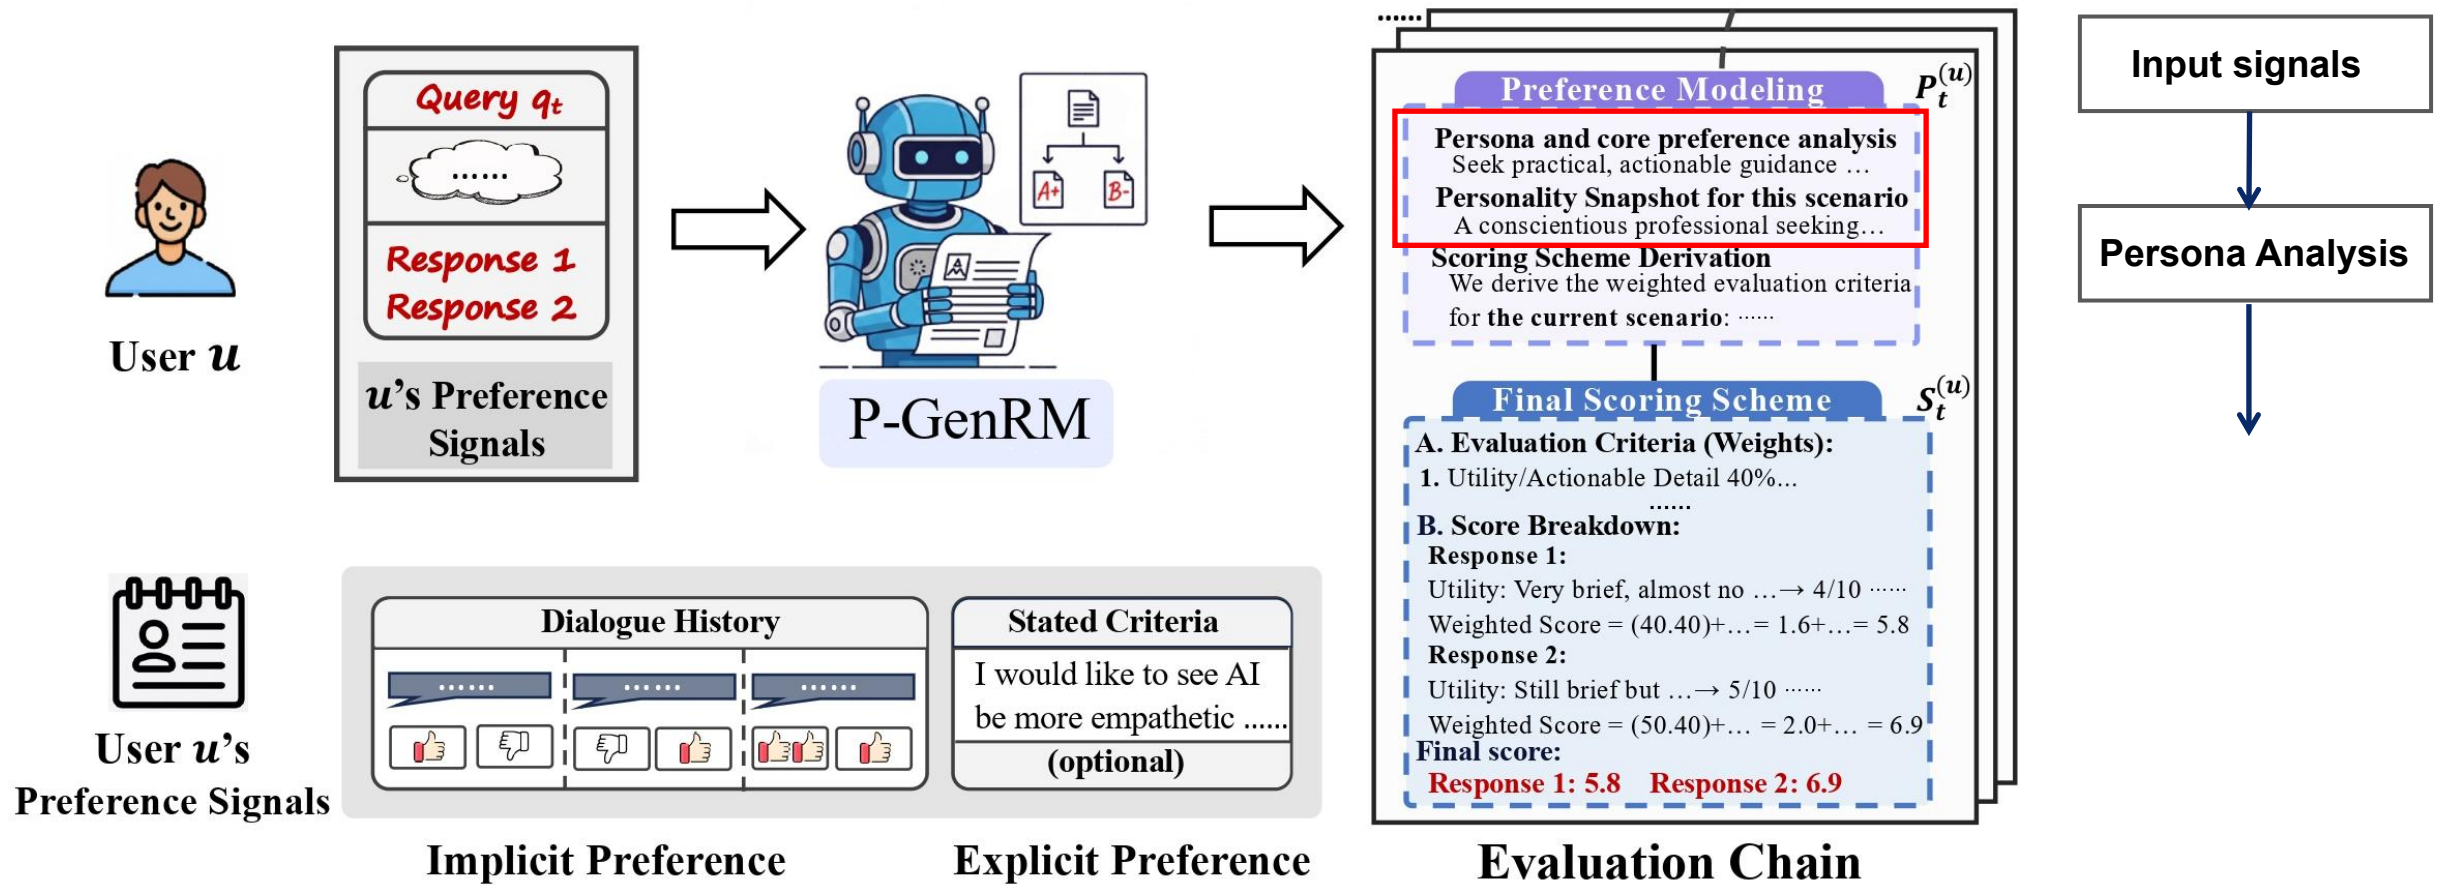 Query qₜ
......
Response 1
Response 2
u's Preference
Signals
User u
A+
B-
P-GenRM
User u's
Preference Signals
Dialogue History
......
......
......
Stated Criteria
I would like to see AI
be more empathetic ......
(optional)
Implicit Preference
Explicit Preference
......
Preference Modeling
Pₜ⁽ᵘ⁾
Persona and core preference analysis
Seek practical, actionable guidance …
Personality Snapshot for this scenario
A conscientious professional seeking…
Scoring Scheme Derivation
We derive the weighted evaluation criteria
for the current scenario: ······
Final Scoring Scheme
Sₜ⁽ᵘ⁾
A. Evaluation Criteria (Weights):
1. Utility/Actionable Detail 40%…
......
B. Score Breakdown:
Response 1:
Utility: Very brief, almost no …→ 4/10 ······
Weighted Score = (40.40)+…= 1.6+…= 5.8
Response 2:
Utility: Still brief but …→ 5/10 ······
Weighted Score = (50.40)+… = 2.0+… = 6.9
Final score:
Response 1: 5.8 Response 2: 6.9
Evaluation Chain
Input signals
Persona Analysis